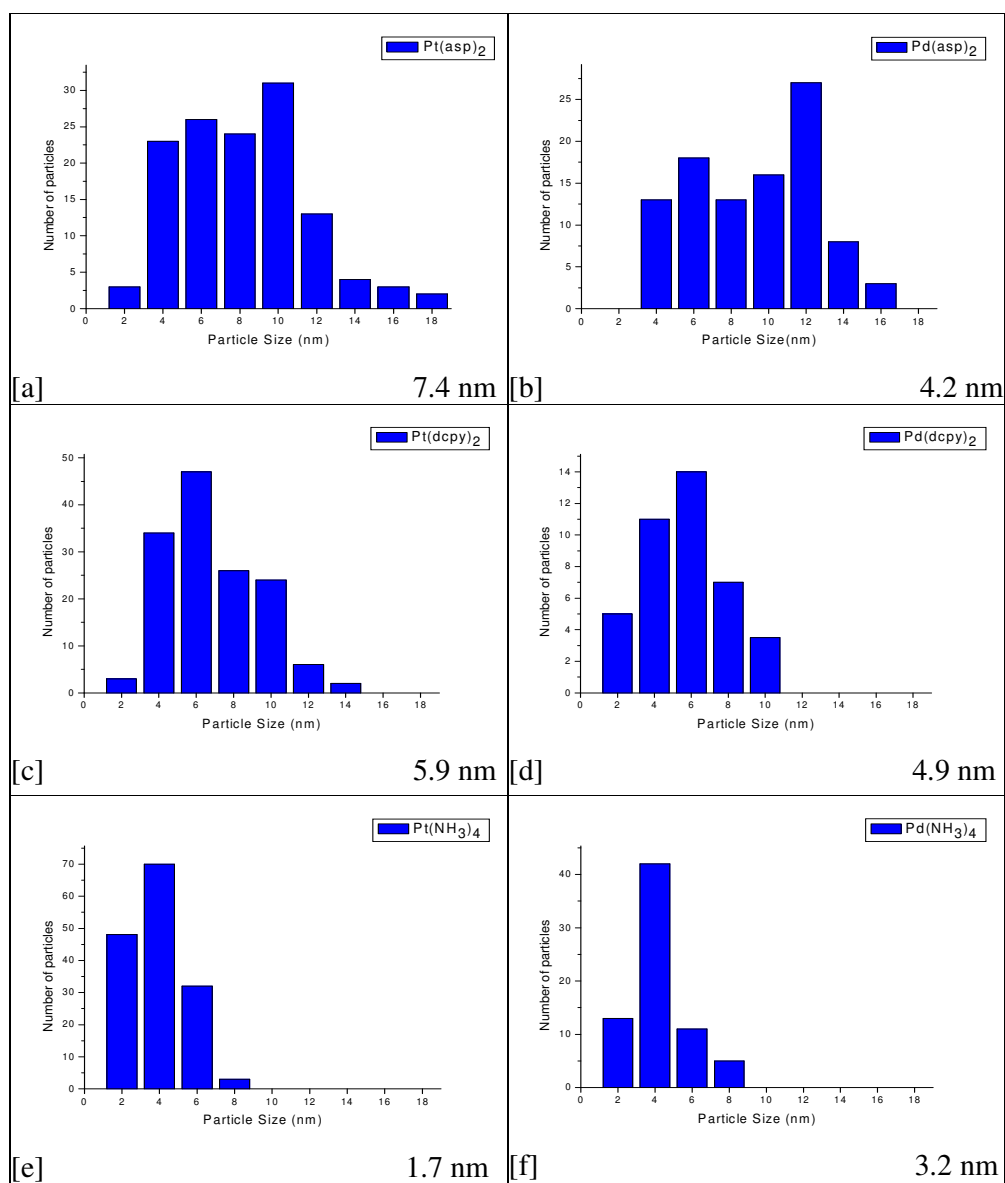 Pt(asp)2
Number of particles
30
25
20
15
10
5
0
0 2 4 6 8 10 12 14 16 18
Particle Size (nm)
[a] 7.4 nm
Pd(asp)2
Number of particles
25
20
15
10
5
0
0 2 4 6 8 10 12 14 16 18
Particle Size(nm)
[b] 4.2 nm
Pt(dcpy)2
Number of particles
50
40
30
20
10
0
0 2 4 6 8 10 12 14 16 18
Particle Size (nm)
[c] 5.9 nm
Pd(dcpy)2
Number of particles
14
12
10
8
6
4
2
0
0 2 4 6 8 10 12 14 16 18
Particle Size (nm)
[d] 4.9 nm
Pt(NH3)4
Number of particles
70
60
50
40
30
20
10
0
0 2 4 6 8 10 12 14 16 18
Particle Size (nm)
[e] 1.7 nm
Pd(NH3)4
Number of particles
40
30
20
10
0
0 2 4 6 8 10 12 14 16 18
Particle Size (nm)
[f] 3.2 nm